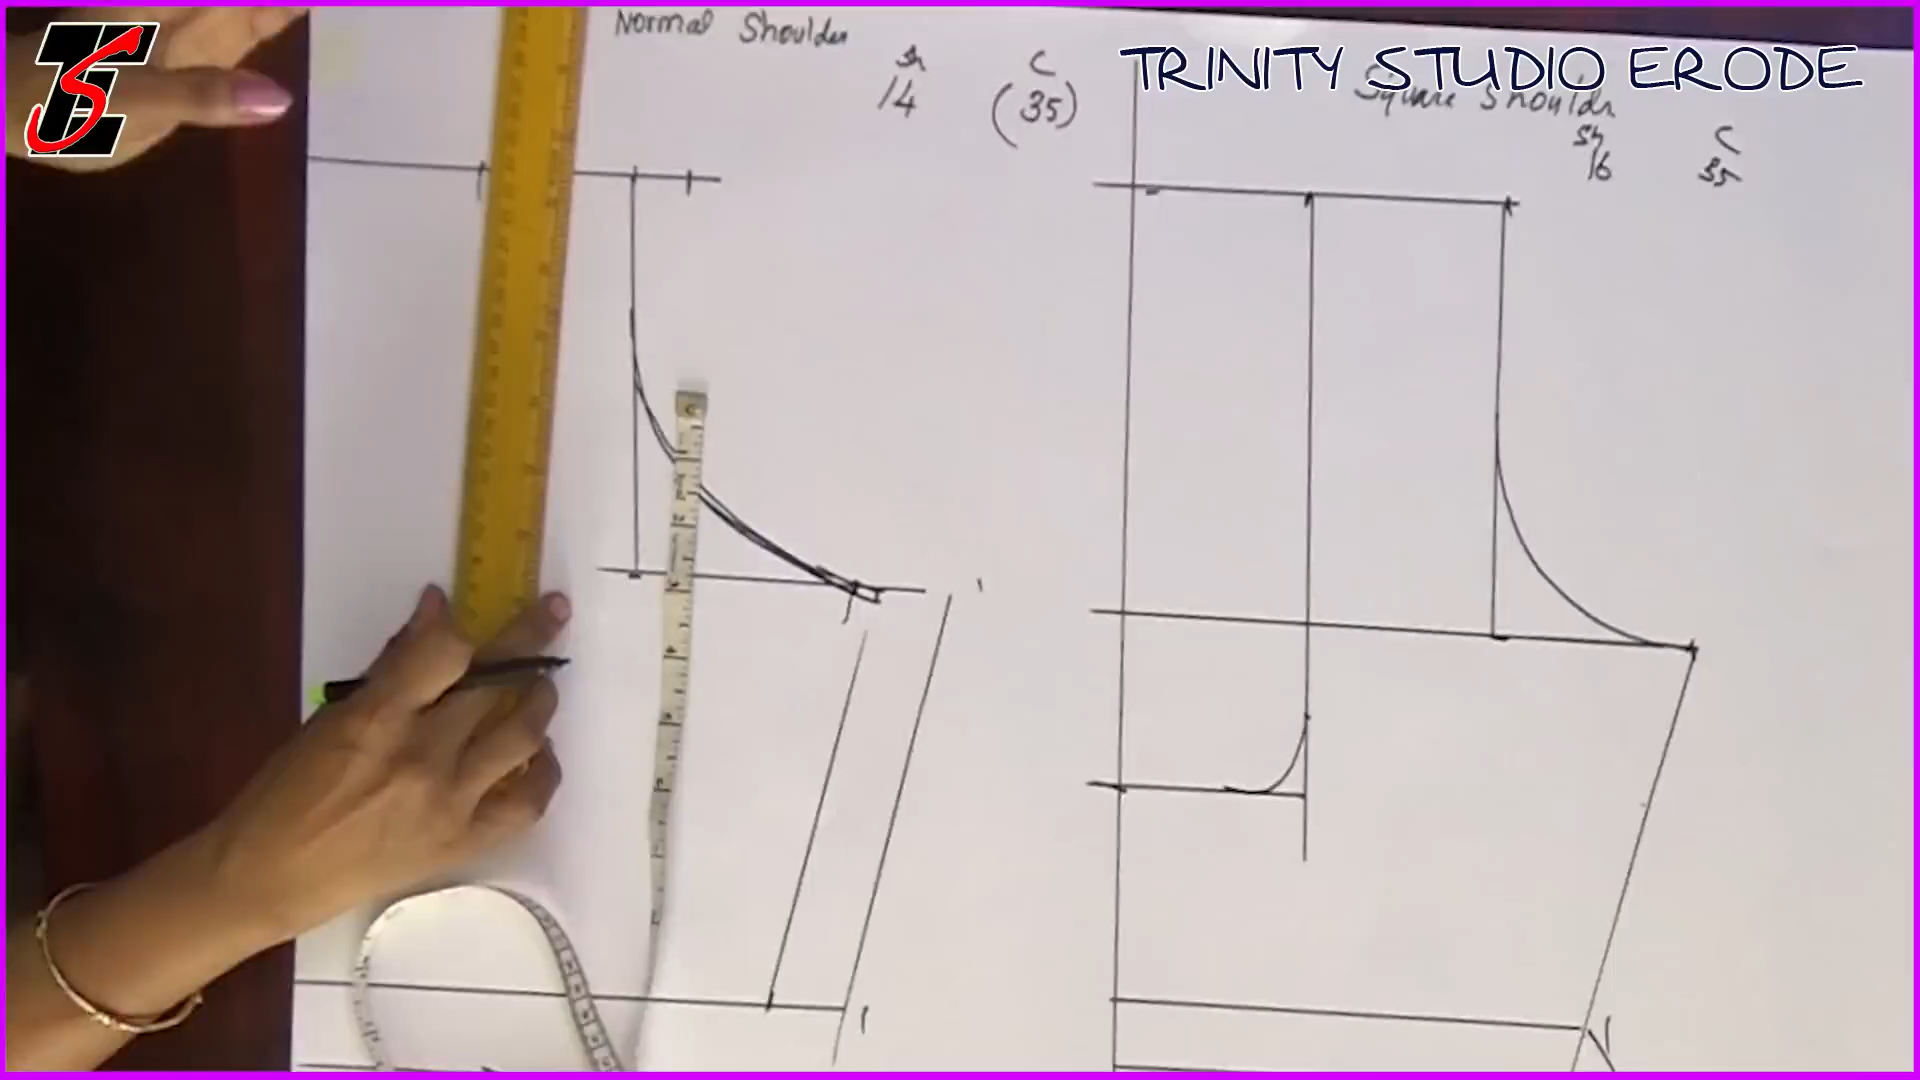 TRINITY STUDIO ERODE
Normal Shoulder
Sh C
14 (35)
Square Shoulder
Sh C
16 35